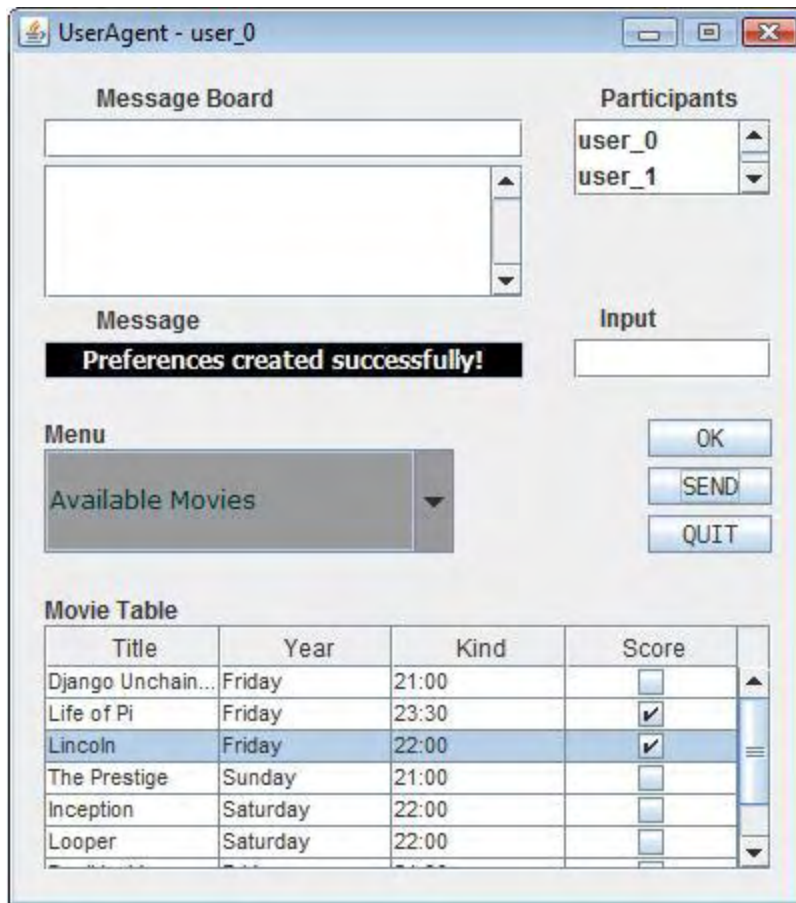 UserAgent - user_0
Message Board
Participants
user_0
user_1
Message
Input
Preferences created successfully!
Menu
OK
Available Movies
SEND
QUIT
Movie Table
Title Year Kind Score
Django Unchain... Friday 21:00
Life of Pi Friday 23:30
Lincoln Friday 22:00
The Prestige Sunday 21:00
Inception Saturday 22:00
Looper Saturday 22:00